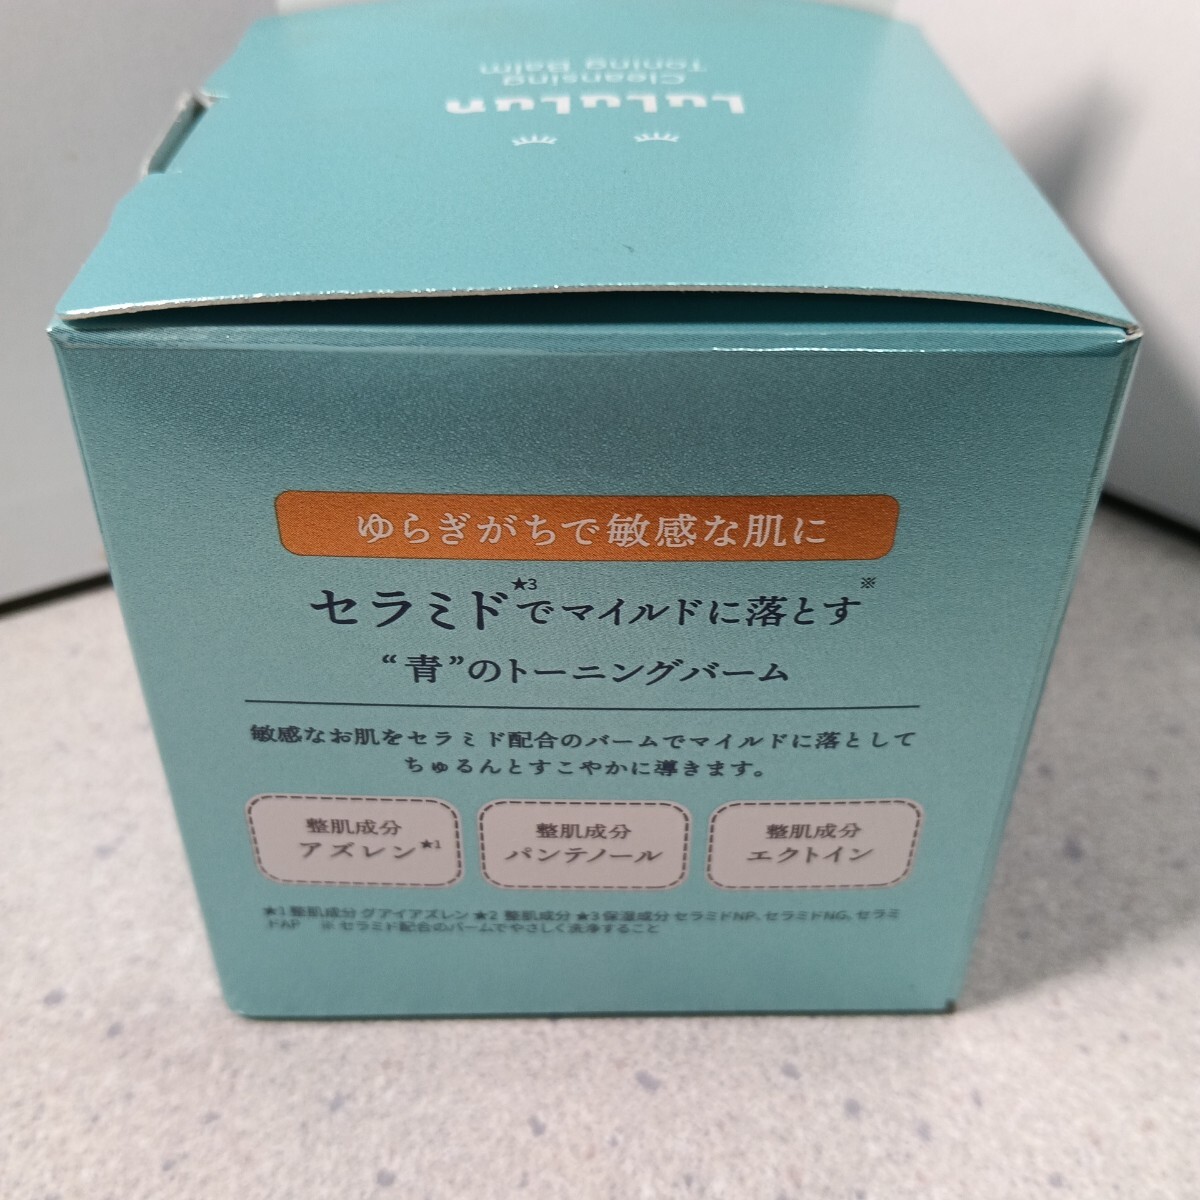 LuLuLun
Cleansing
Toning Balm
ゆらぎがちで敏感な肌に
セラミド★3でマイルドに落とす※
“青”のトーニングバーム
敏感なお肌をセラミド配合のバームでマイルドに落として
ちゅるんとすこやかに導きます。
整肌成分
アズレン★1
整肌成分
パンテノール
整肌成分
エクトイン
★1 整肌成分 グアイアズレン ★2 整肌成分 ★3 保湿成分 セラミドNP、セラミドNG、セラミ
ドAP ※ セラミド配合のバームでやさしく洗浄すること